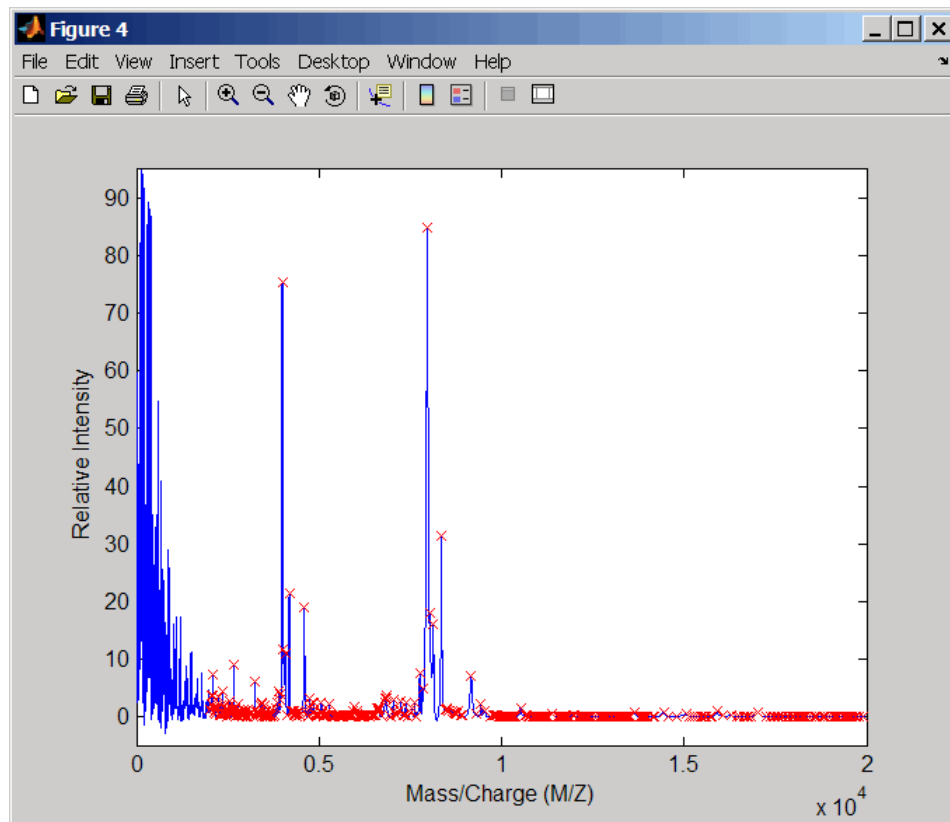 Figure 4
File Edit View Insert Tools Desktop Window Help
90
80
70
60
50
40
30
20
10
0
Relative Intensity
0 0.5 1 1.5 2
Mass/Charge (M/Z)
x 10^4